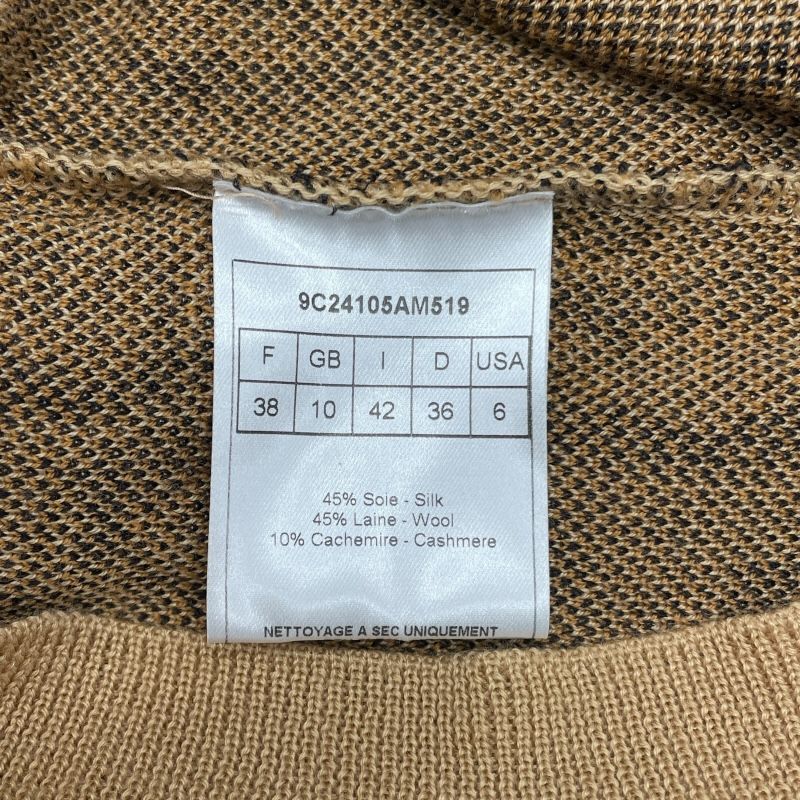 9C24105AM519
F GB I D USA
38 10 42 36 6
45% Soie - Silk
45% Laine - Wool
10% Cachemire - Cashmere
NETTOYAGE A SEC UNIQUEMENT